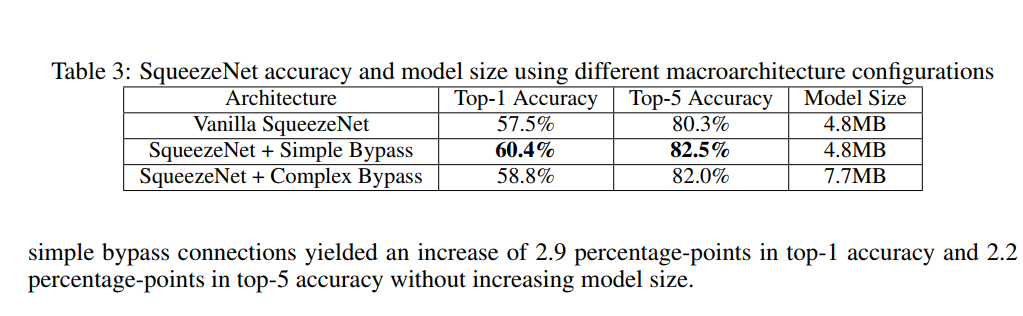 Table 3: SqueezeNet accuracy and model size using different macroarchitecture configurations
Architecture Top-1 Accuracy Top-5 Accuracy Model Size
Vanilla SqueezeNet 57.5% 80.3% 4.8MB
SqueezeNet + Simple Bypass 60.4% 82.5% 4.8MB
SqueezeNet + Complex Bypass 58.8% 82.0% 7.7MB
simple bypass connections yielded an increase of 2.9 percentage-points in top-1 accuracy and 2.2
percentage-points in top-5 accuracy without increasing model size.